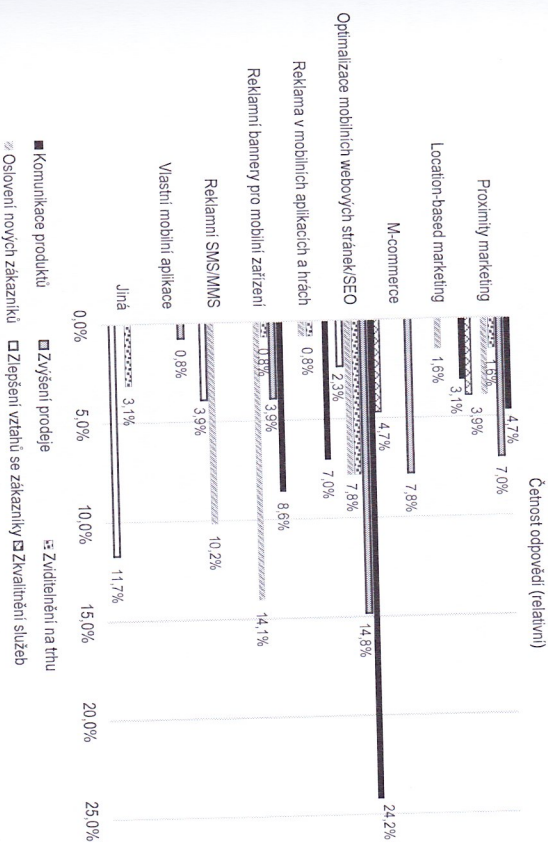 Četnost odpovědí (relativní)
Proximity marketing
4,7%
7,0%
1,6%
3,9%
Location-based marketing
3,1%
1,6%
M-commerce
7,8%
4,7%
Optimalizace mobilních webových stránek/SEO
24,2%
14,8%
7,8%
2,3%
Reklama v mobilních aplikacích a hrách
7,0%
0,8%
Reklamní bannery pro mobilní zařízení
8,6%
3,9%
0,8%
14,1%
Reklamní SMS/MMS
10,2%
3,9%
Vlastní mobilní aplikace
0,8%
Jiná
3,1%
11,7%
0,0% 5,0% 10,0% 15,0% 20,0% 25,0%
Komunikace produktů Zvýšení prodeje Zviditelnění na trhu
Oslovení nových zákazníků Zlepšení vztahů se zákazníky Zkvalitnění služeb